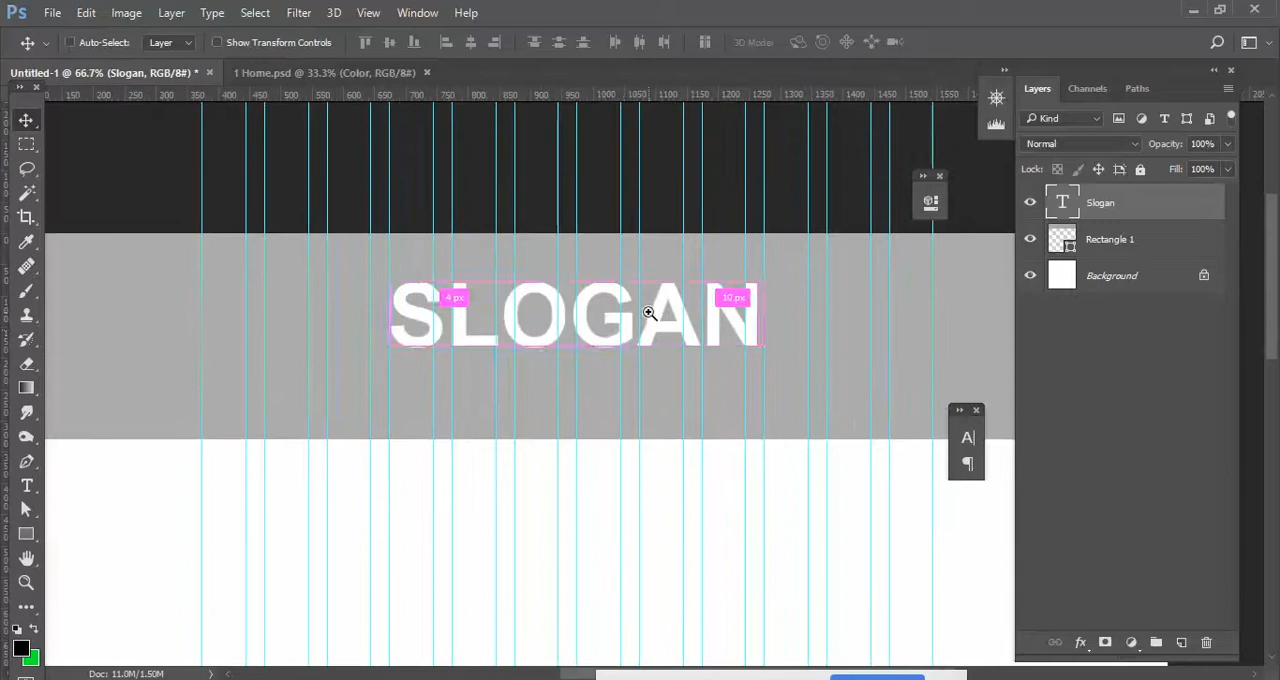 Ps File Edit Image Layer Type Select Filter 3D View Window Help
Auto-Select: Layer Show Transform Controls 3D Mode:
Untitled-1 @ 66.7% (Slogan, RGB/8#) * × 1 Home.psd @ 33.3% (Color, RGB/8#) ×
150 200 250 300 350 400 450 500 550 600 650 700 750 800 850 900 950 1000 1050 1100 1150 1200 1250 1300 1350 1400 1450 1500 1550
Layers Channels Paths
Kind
Normal Opacity: 100%
Lock: Fill: 100%
T Slogan
Rectangle 1
Background
4 px 10 px
SLOGAN
A
Doc: 11.0M/1.50M